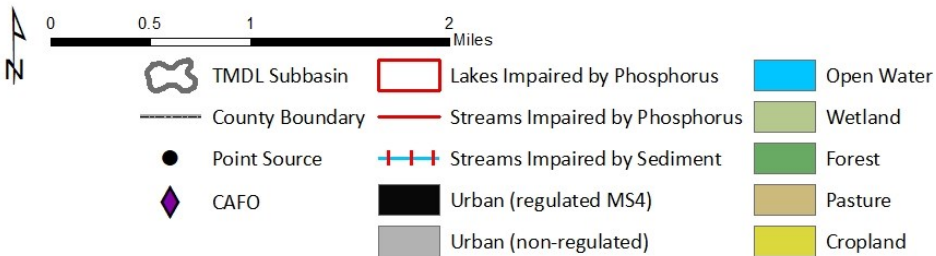 0 0.5 1 2
Miles
N
TMDL Subbasin
County Boundary
Point Source
CAFO
Lakes Impaired by Phosphorus
Streams Impaired by Phosphorus
Streams Impaired by Sediment
Urban (regulated MS4)
Urban (non-regulated)
Open Water
Wetland
Forest
Pasture
Cropland